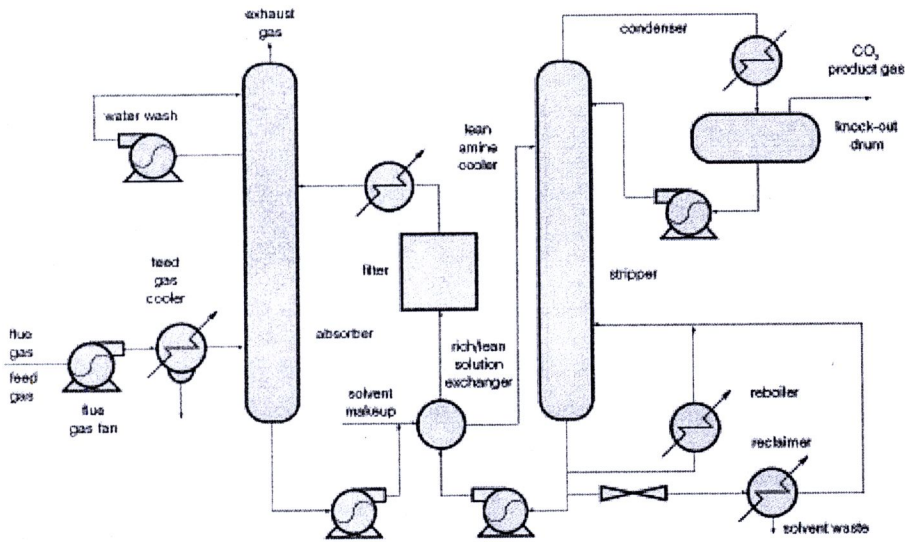 exhaust
gas
condenser
CO2
product gas
water wash
lean
amine
cooler
knock-out
drum
feed
gas
cooler
filter
stripper
flue
gas
absorber
rich/lean
solution
exchanger
feed
gas
solvent
makeup
reboiler
flue
gas fan
reclaimer
solvent waste